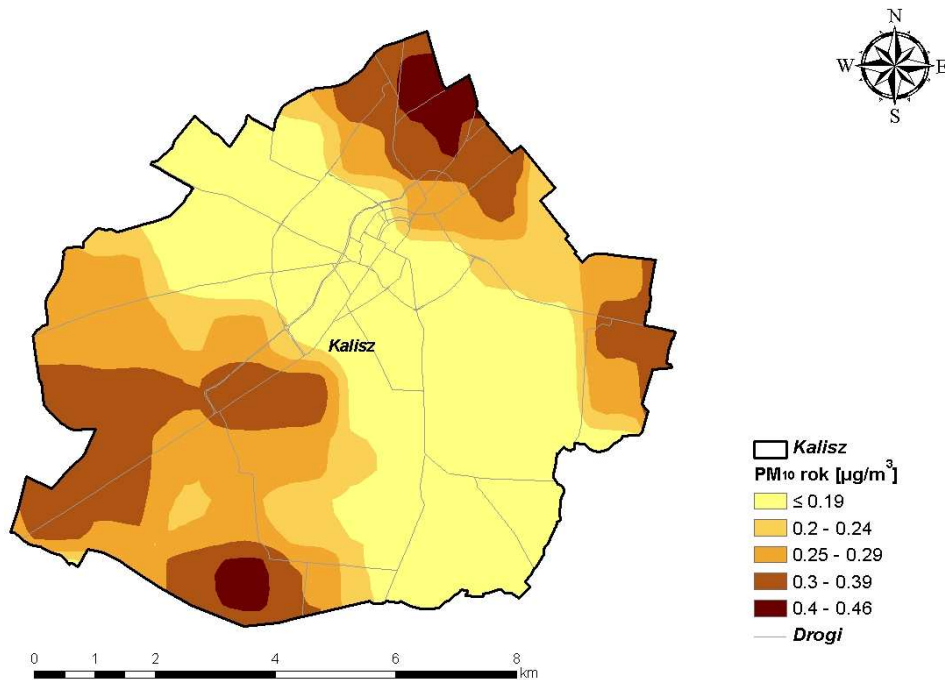 N
W E
S
Kalisz
Kalisz
PM10 rok [µg/m³]
≤ 0.19
0.2 - 0.24
0.25 - 0.29
0.3 - 0.39
0.4 - 0.46
Drogi
0 1 2 4 6 8
km